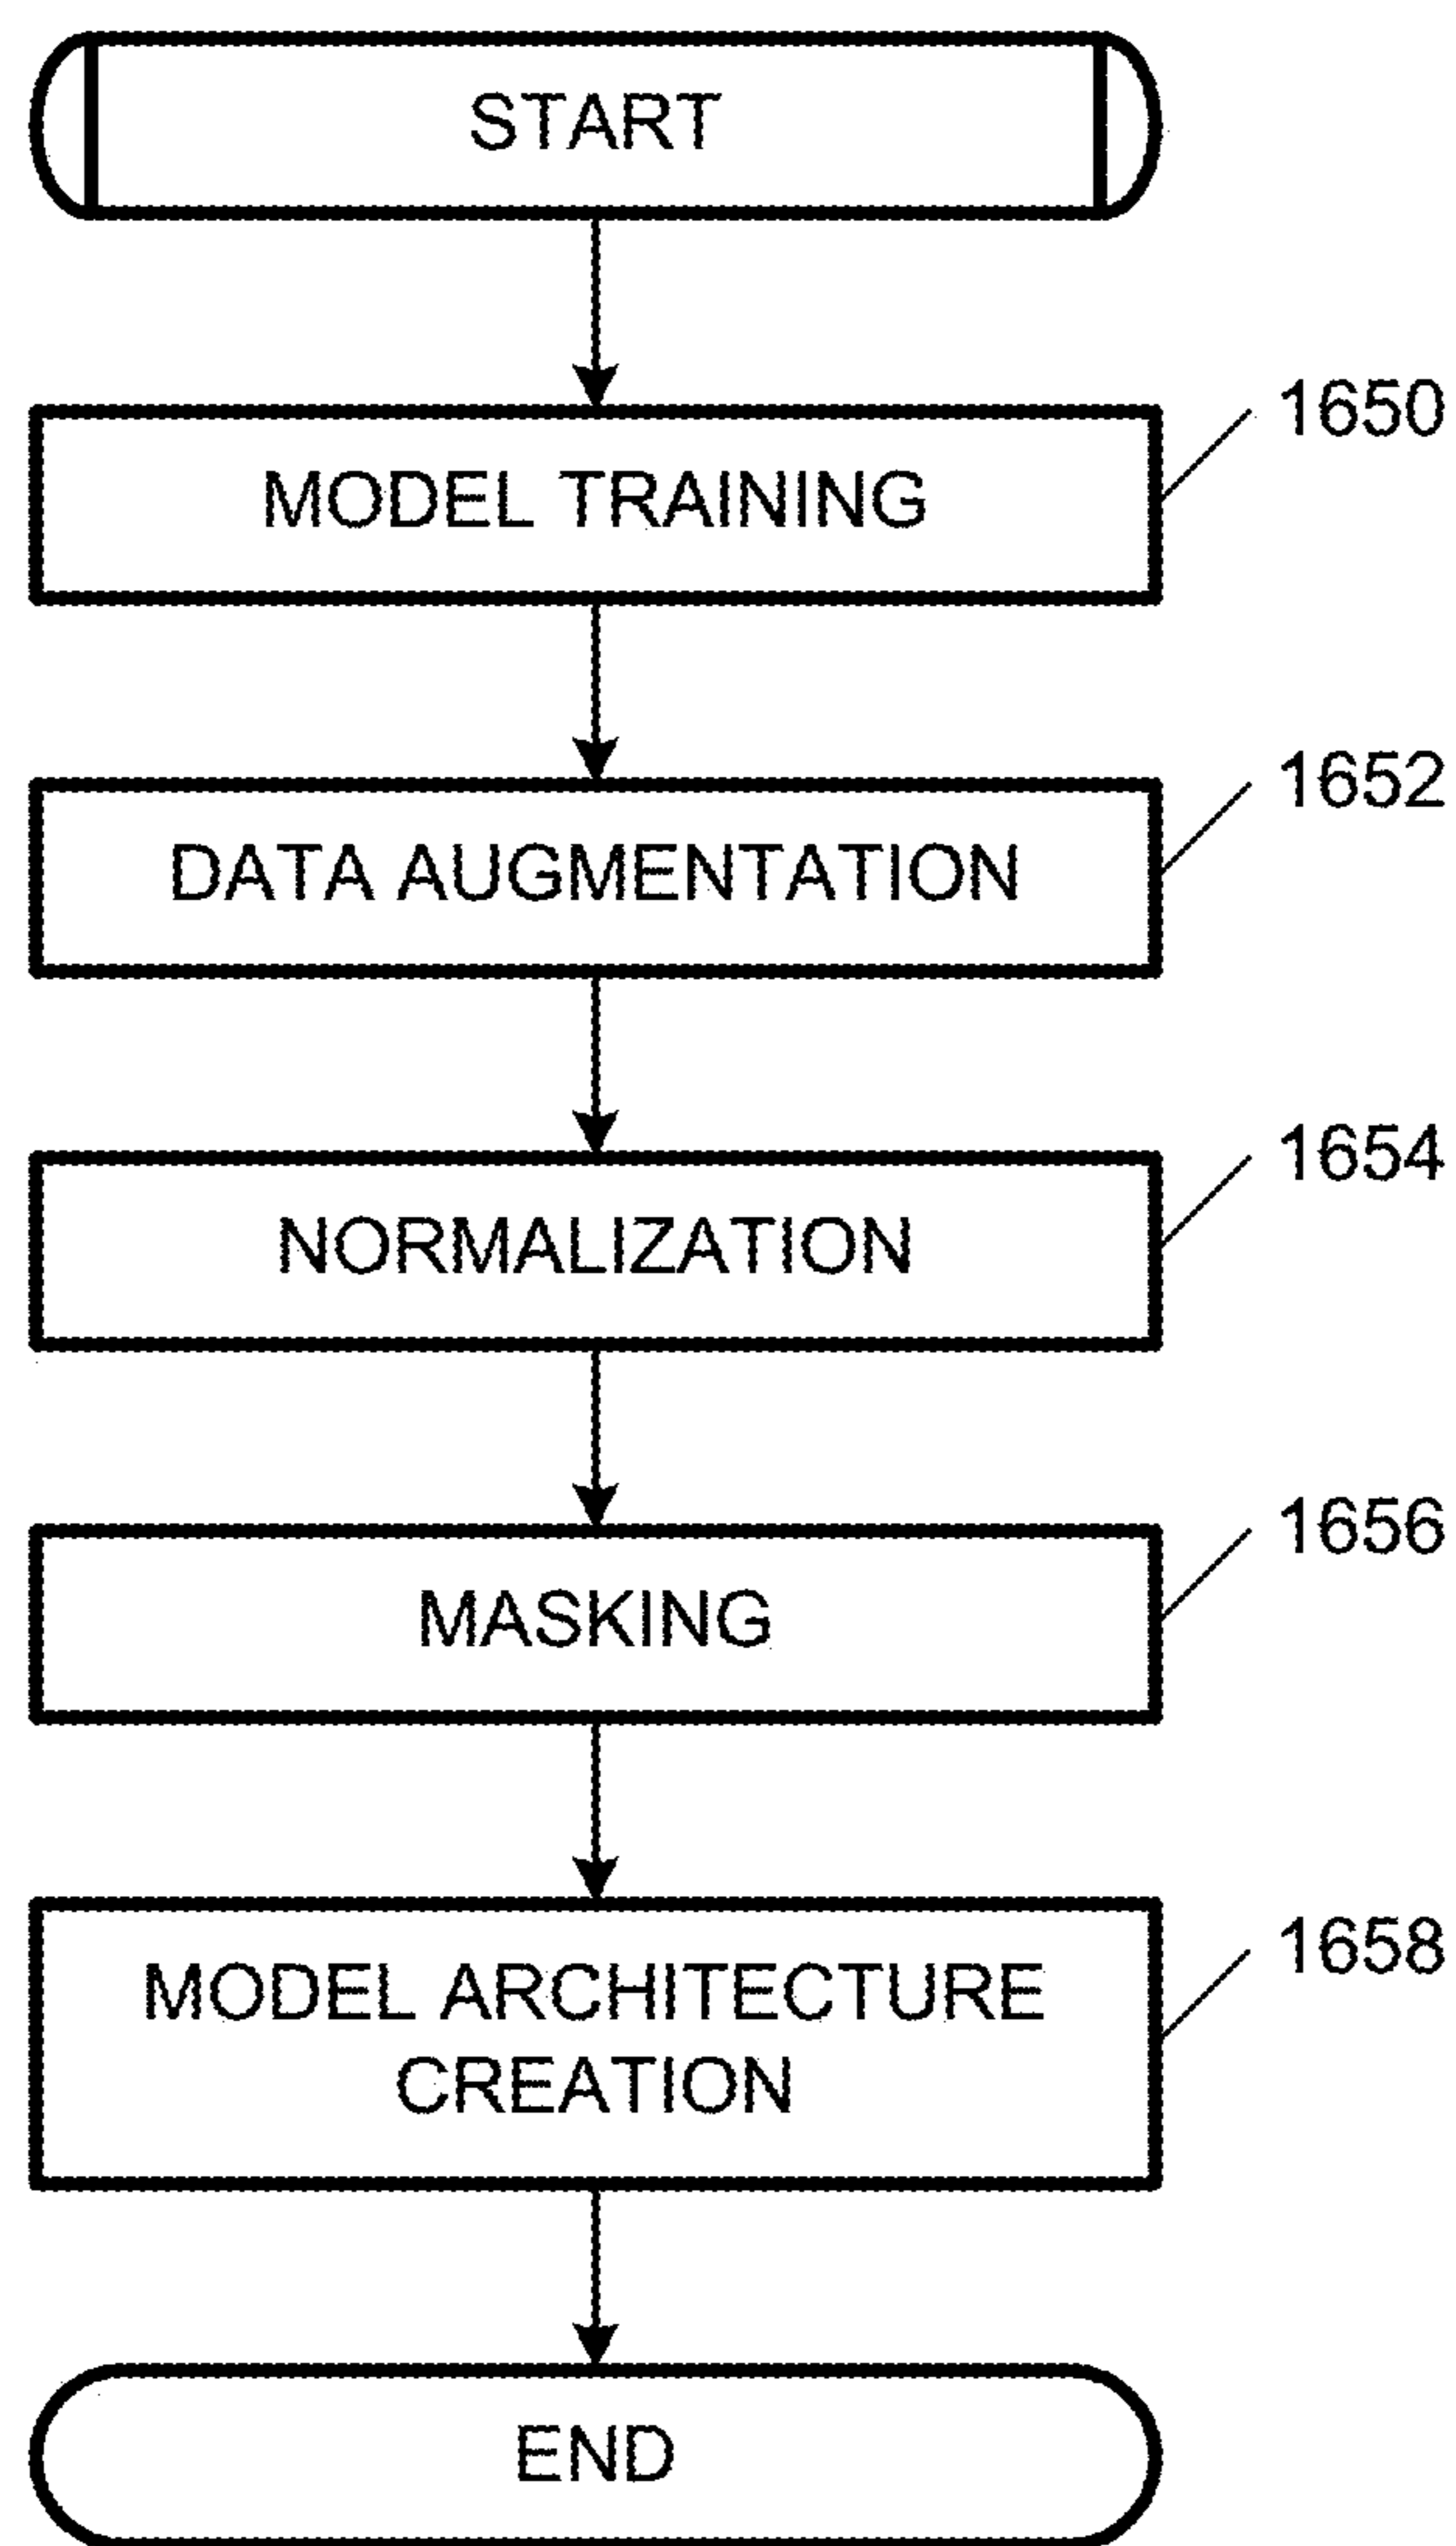 START
1650
MODEL TRAINING
1652
DATA AUGMENTATION
1654
NORMALIZATION
1656
MASKING
1658
MODEL ARCHITECTURE
CREATION
END